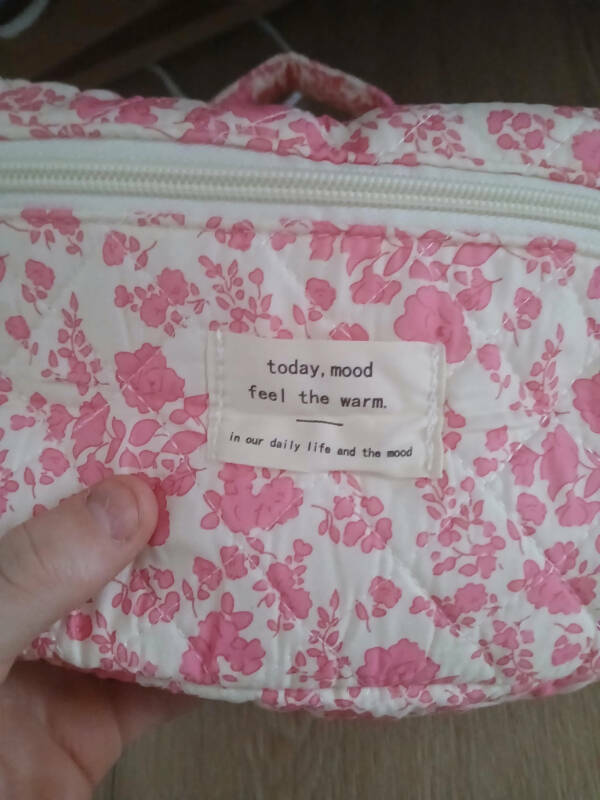 today, mood
feel the warm.
in our daily life and the mood